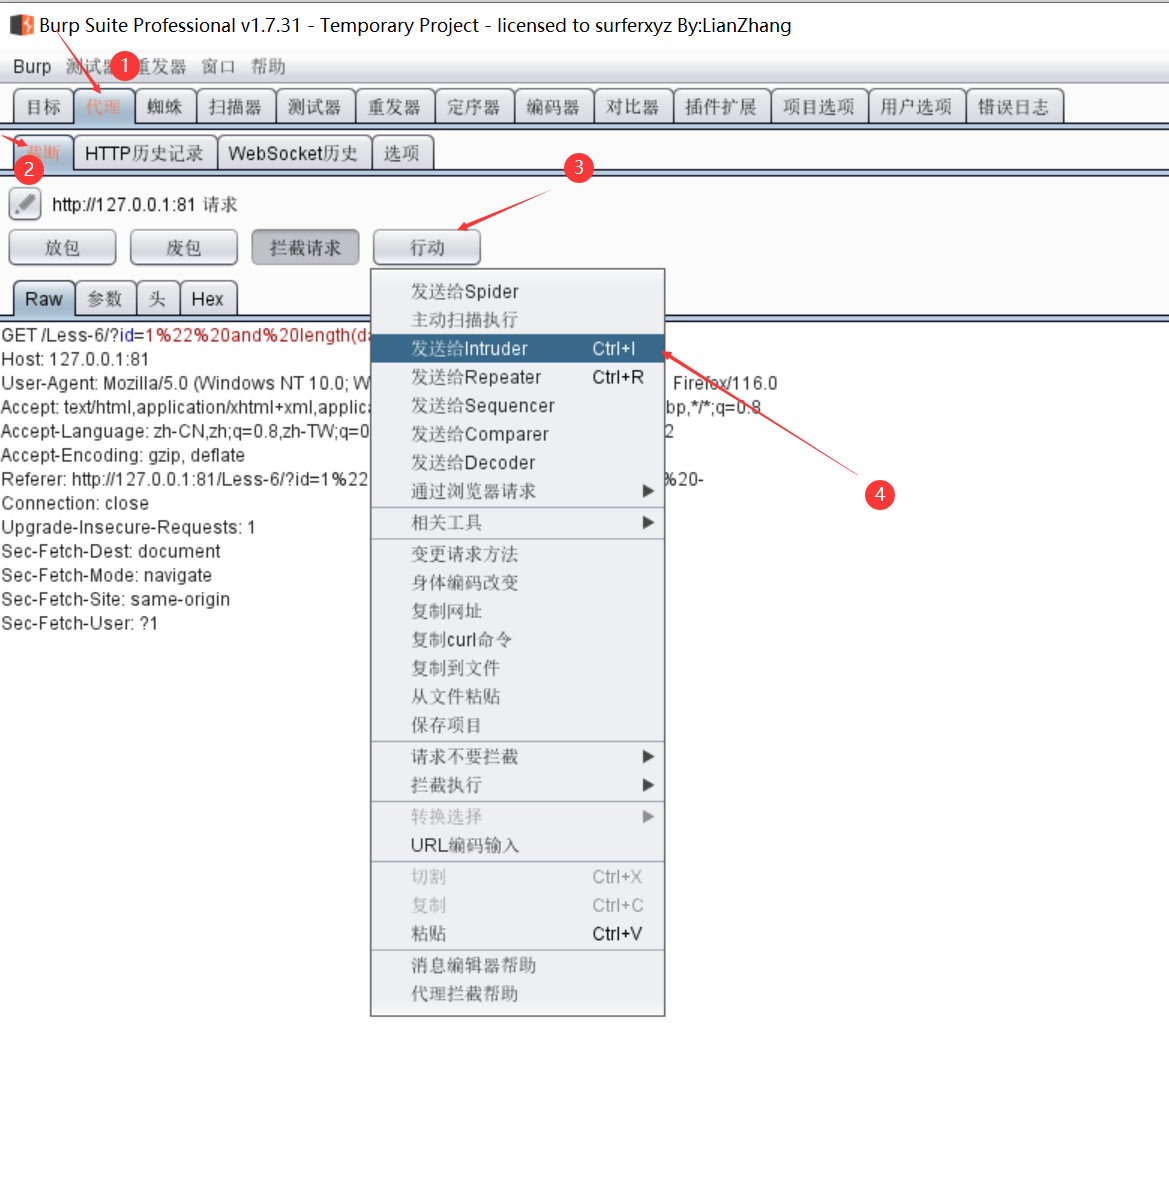 Burp Suite Professional v1.7.31 - Temporary Project - licensed to surferxyz By:LianZhang
Burp 测试器 重发器 窗口 帮助
1
目标 代理 蜘蛛 扫描器 测试器 重发器 定序器 编码器 对比器 插件扩展 项目选项 用户选项 错误日志
截断 HTTP历史记录 WebSocket历史 选项
2
3
http://127.0.0.1:81 请求
放包 废包 拦截请求 行动
Raw 参数 头 Hex
发送给Spider
主动扫描执行
发送给Intruder Ctrl+I
发送给Repeater Ctrl+R
发送给Sequencer
发送给Comparer
发送给Decoder
通过浏览器请求
相关工具
变更请求方法
身体编码改变
复制网址
复制curl命令
复制到文件
从文件粘贴
保存项目
请求不要拦截
拦截执行
转换选择
URL编码输入
切割 Ctrl+X
复制 Ctrl+C
粘贴 Ctrl+V
消息编辑器帮助
代理拦截帮助
4
GET /Less-6/?id=1%22%20and%20length(da
Host: 127.0.0.1:81
User-Agent: Mozilla/5.0 (Windows NT 10.0; W Firefox/116.0
Accept: text/html,application/xhtml+xml,applica bp,*/*;q=0.8
Accept-Language: zh-CN,zh;q=0.8,zh-TW;q=0 2
Accept-Encoding: gzip, deflate
Referer: http://127.0.0.1:81/Less-6/?id=1%22 %20-
Connection: close
Upgrade-Insecure-Requests: 1
Sec-Fetch-Dest: document
Sec-Fetch-Mode: navigate
Sec-Fetch-Site: same-origin
Sec-Fetch-User: ?1